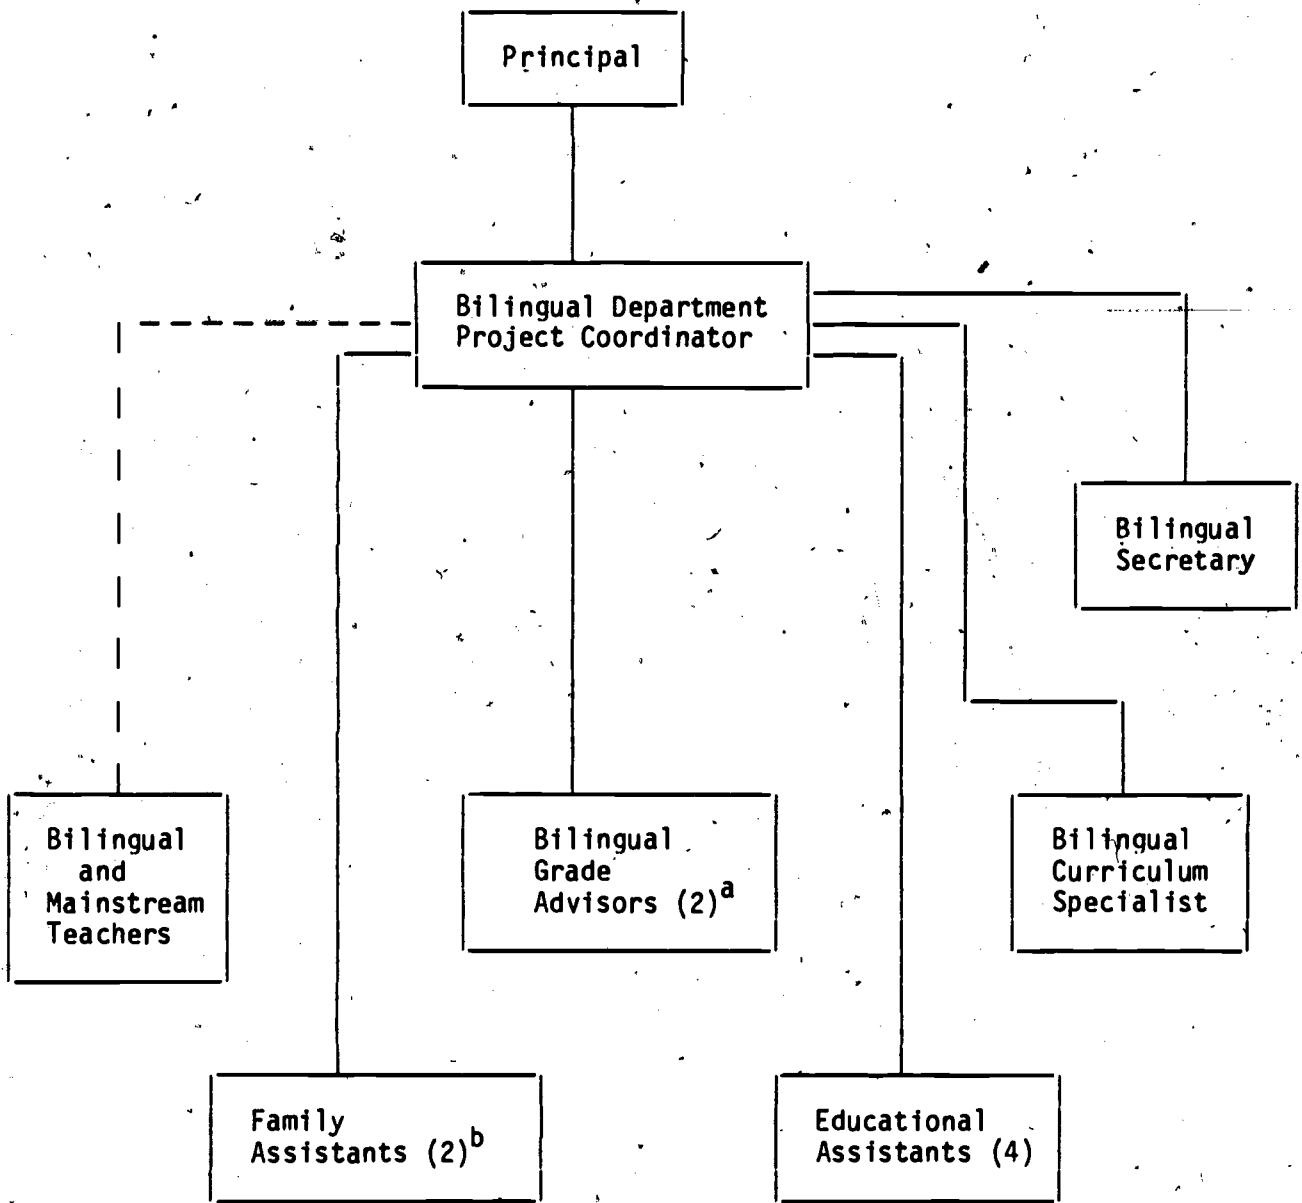 Principal
Bilingual Department
Project Coordinator
Bilingual
Secretary
Bilingual
and
Mainstream
Teachers
Bilingual
Grade
Advisors (2)a
Bilingual
Curriculum
Specialist
Family
Assistants (2)b
Educational
Assistants (4)